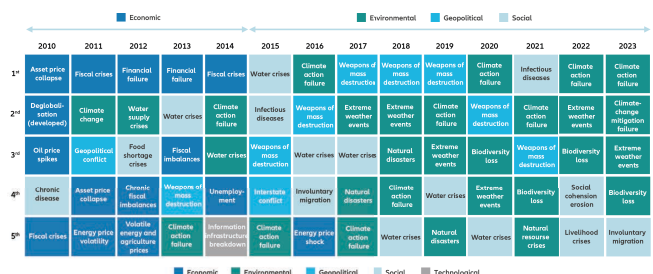 Economic
Environmental Geopolitical Social
2010 2011 2012 2013 2014 2015 2016 2017 2018 2019 2020 2021 2022 2023
1st
Asset price
collapse
Fiscal crises
Financial
failure
Financial
failure
Fiscal crises
Water crises
Climate
action
failure
Weapons of
mass
destruction
Weapons of
mass
destruction
Weapons of
mass
destruction
Climate
action
failure
Infectious
diseases
Climate
action
failure
Climate
action
failure
2nd
Deglobali-
sation
(developed)
Climate
change
Water
supply
crises
Water crises
Climate
action
failure
Infectious
diseases
Weapons of
mass
destruction
Extreme
weather
events
Extreme
weather
events
Climate
action
failure
Weapons of
mass
destruction
Climate
action
failure
Extreme
weather
events
Climate-
change
mitigation
failure
3rd
Oil price
spikes
Geopolitical
conflict
Food
shortage
crises
Fiscal
imbalances
Water crises
Weapons of
mass
destruction
Water crises
Water crises
Natural
disasters
Extreme
weather
events
Biodiversity
loss
Weapons of
mass
destruction
Biodiversity
loss
Extreme
weather
events
4th
Chronic
disease
Asset price
collapse
Chronic
fiscal
imbalances
Weapons of
mass
destruction
Unemploy-
ment
Interstate
conflict
Involuntary
migration
Natural
disasters
Climate
action
failure
Water crises
Extreme
weather
events
Biodiversity
loss
Social
cohesion
erosion
Biodiversity
loss
5th
Fiscal crises
Energy price
volatility
Volatile
energy and
agriculture
prices
Climate
action
failure
Information
infrastructure
breakdown
Climate
action
failure
Energy price
shock
Climate
action
failure
Water crises
Natural
disasters
Water crises
Natural
resource
crises
Livelihood
crises
Involuntary
migration
Economic Environmental Geopolitical Social Technological